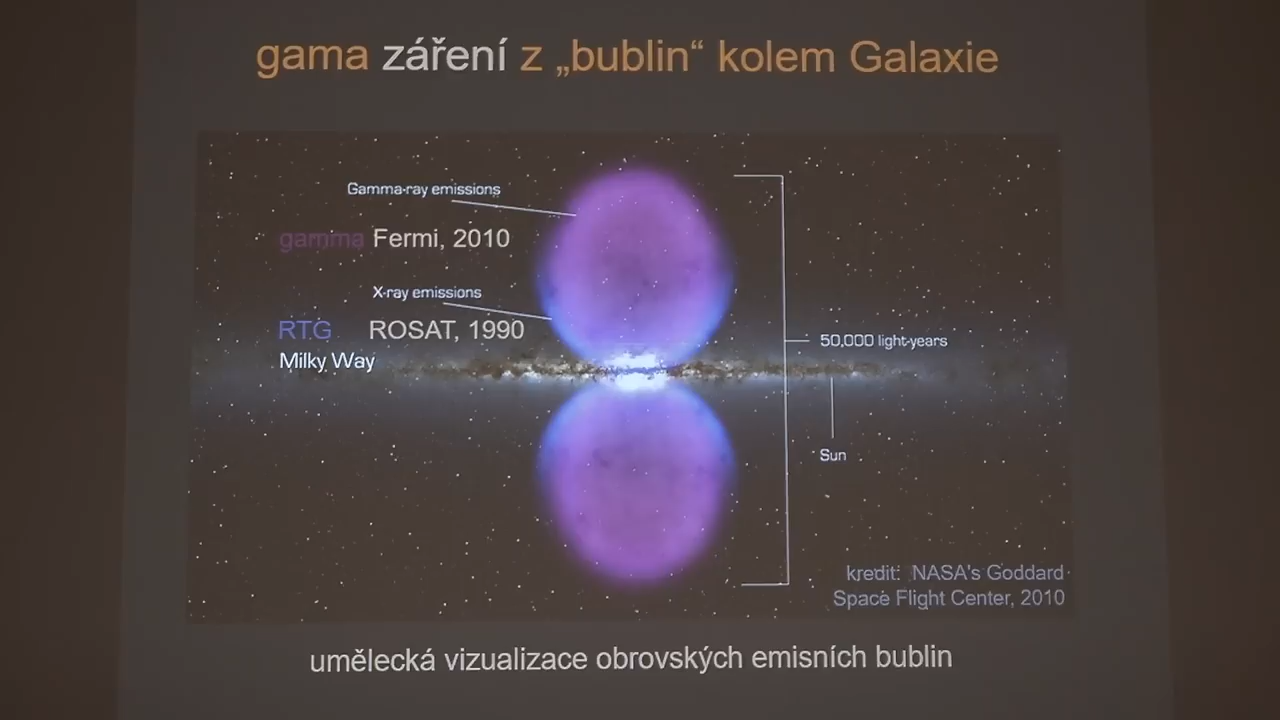 gama záření z „bublin“ kolem Galaxie
Gamma-ray emissions
gamma Fermi, 2010
X-ray emissions
RTG ROSAT, 1990
Milky Way
50,000 light-years
Sun
kredit: NASA's Goddard
Space Flight Center, 2010
umělecká vizualizace obrovských emisních bublin